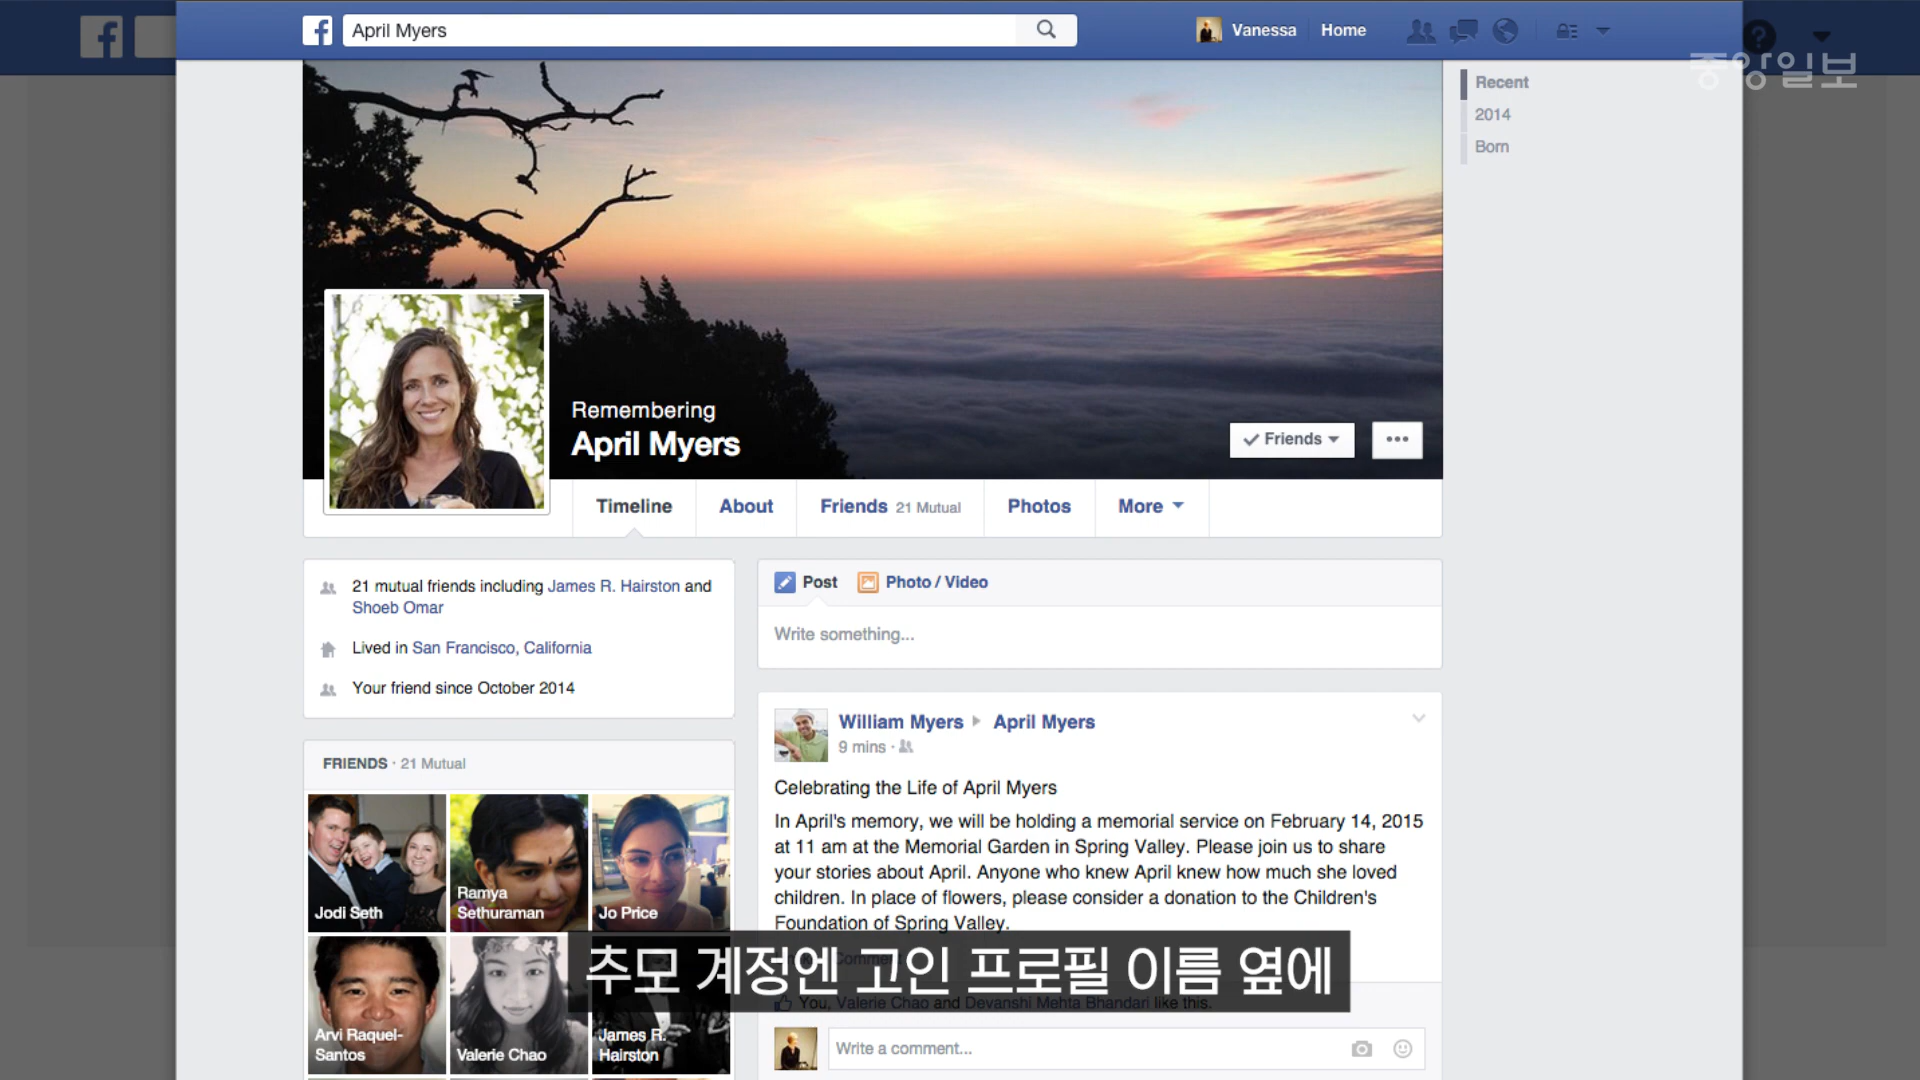 April Myers
Vanessa
Home
중앙일보
Recent
2014
Born
Remembering
April Myers
Friends
Timeline
About
Friends 21 Mutual
Photos
More
21 mutual friends including James R. Hairston and
Shoeb Omar
Lived in San Francisco, California
Your friend since October 2014
FRIENDS · 21 Mutual
Jodi Seth
Ramya
Sethuraman
Jo Price
Arvi Raquel-
Santos
Valerie Chao
James R.
Hairston
Post
Photo / Video
Write something...
William Myers
April Myers
9 mins ·
Celebrating the Life of April Myers
In April's memory, we will be holding a memorial service on February 14, 2015
at 11 am at the Memorial Garden in Spring Valley. Please join us to share
your stories about April. Anyone who knew April knew how much she loved
children. In place of flowers, please consider a donation to the Children's
Foundation of Spring Valley.
추모 계정엔 고인 프로필 이름 옆에
You, Valerie Chao and Devanshi Mehta Bhandari like this.
Write a comment...